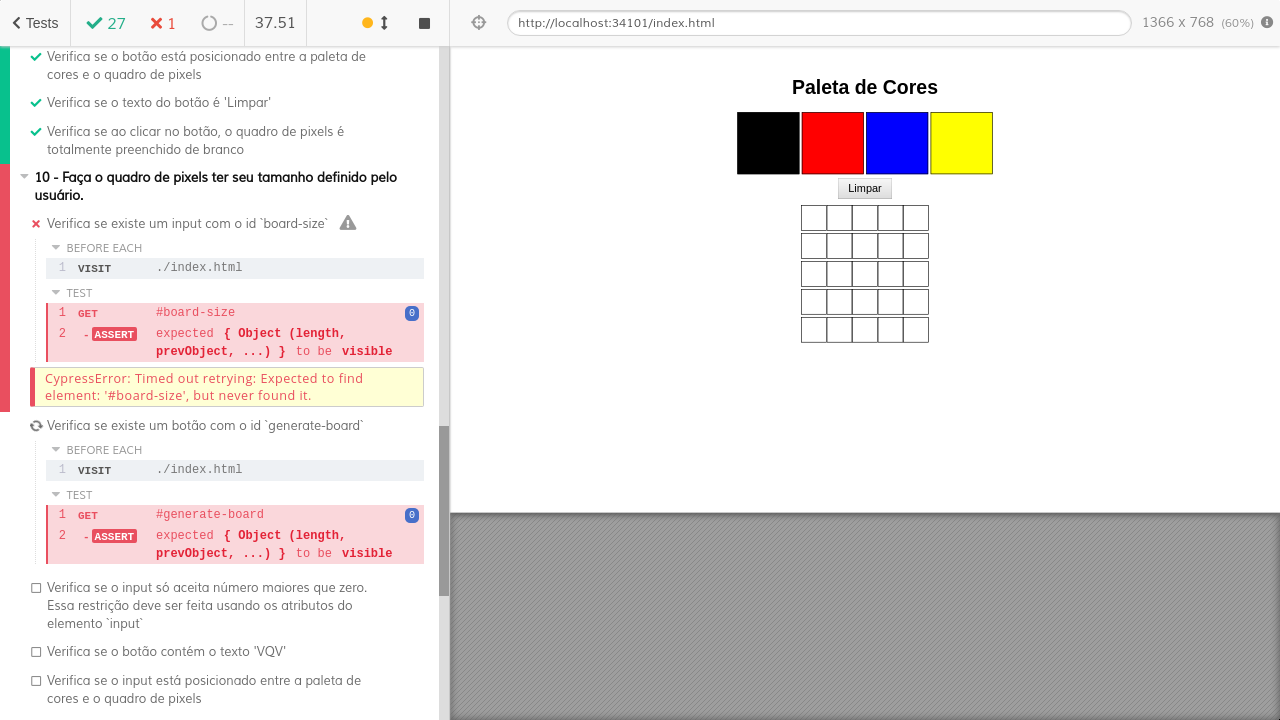 Tests
27
1
--
37.51
http://localhost:34101/index.html
1366 x 768 (60%)
Verifica se o botão está posicionado entre a paleta de
cores e o quadro de pixels
Verifica se o texto do botão é 'Limpar'
Verifica se ao clicar no botão, o quadro de pixels é
totalmente preenchido de branco
10 - Faça o quadro de pixels ter seu tamanho definido pelo
usuário.
Verifica se existe um input com o id `board-size`
BEFORE EACH
1 VISIT ./index.html
TEST
1 GET #board-size 0
2 -ASSERT expected { Object (length,
prevObject, ...) } to be visible
CypressError: Timed out retrying: Expected to find
element: '#board-size', but never found it.
Verifica se existe um botão com o id `generate-board`
BEFORE EACH
1 VISIT ./index.html
TEST
1 GET #generate-board 0
2 -ASSERT expected { Object (length,
prevObject, ...) } to be visible
Verifica se o input só aceita número maiores que zero.
Essa restrição deve ser feita usando os atributos do
elemento `input`
Verifica se o botão contém o texto 'VQV'
Verifica se o input está posicionado entre a paleta de
cores e o quadro de pixels
Paleta de Cores
Limpar